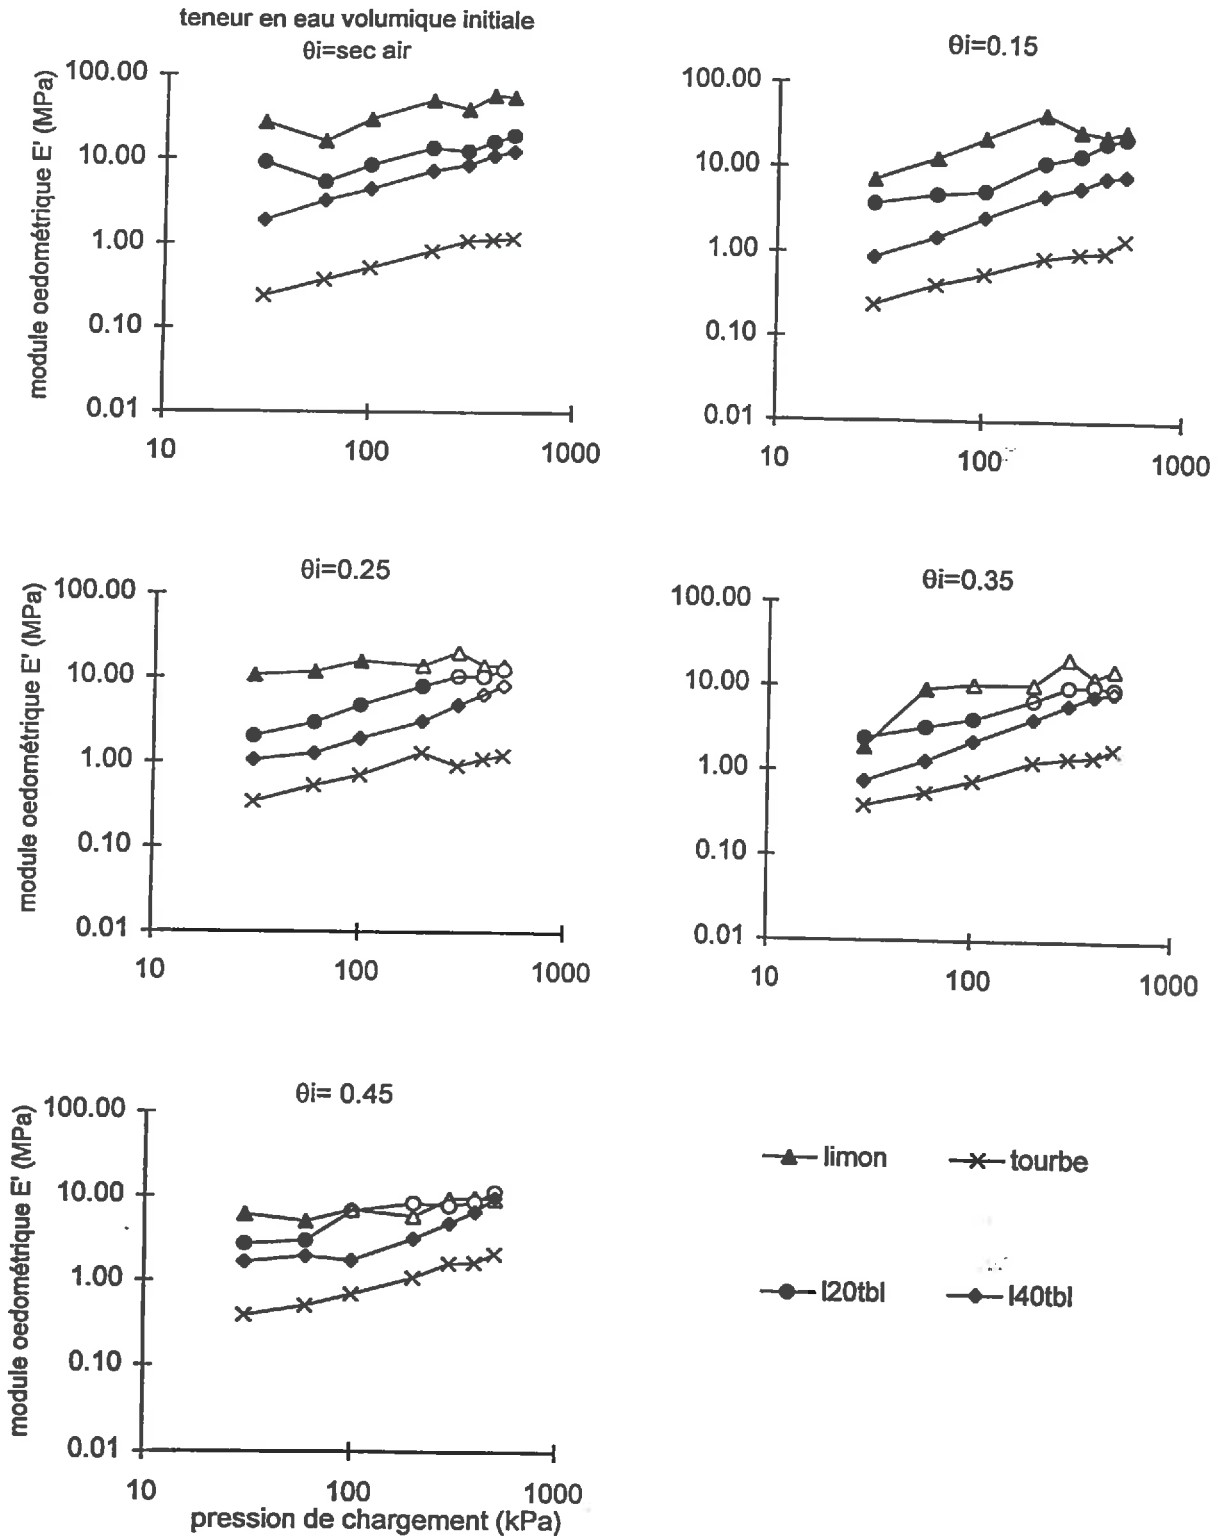 teneur en eau volumique initiale
θi=sec air
module oedométrique E' (MPa)
100.00
10.00
1.00
0.10
0.01
10
100
1000
θi=0.15
100.00
10.00
1.00
0.10
0.01
10
100
1000
θi=0.25
module oedométrique E' (MPa)
100.00
10.00
1.00
0.10
0.01
10
100
1000
θi=0.35
100.00
10.00
1.00
0.10
0.01
10
100
1000
θi= 0.45
module oedométrique E' (MPa)
100.00
10.00
1.00
0.10
0.01
10
100
1000
pression de chargement (kPa)
limon
tourbe
l20tbl
l40tbl